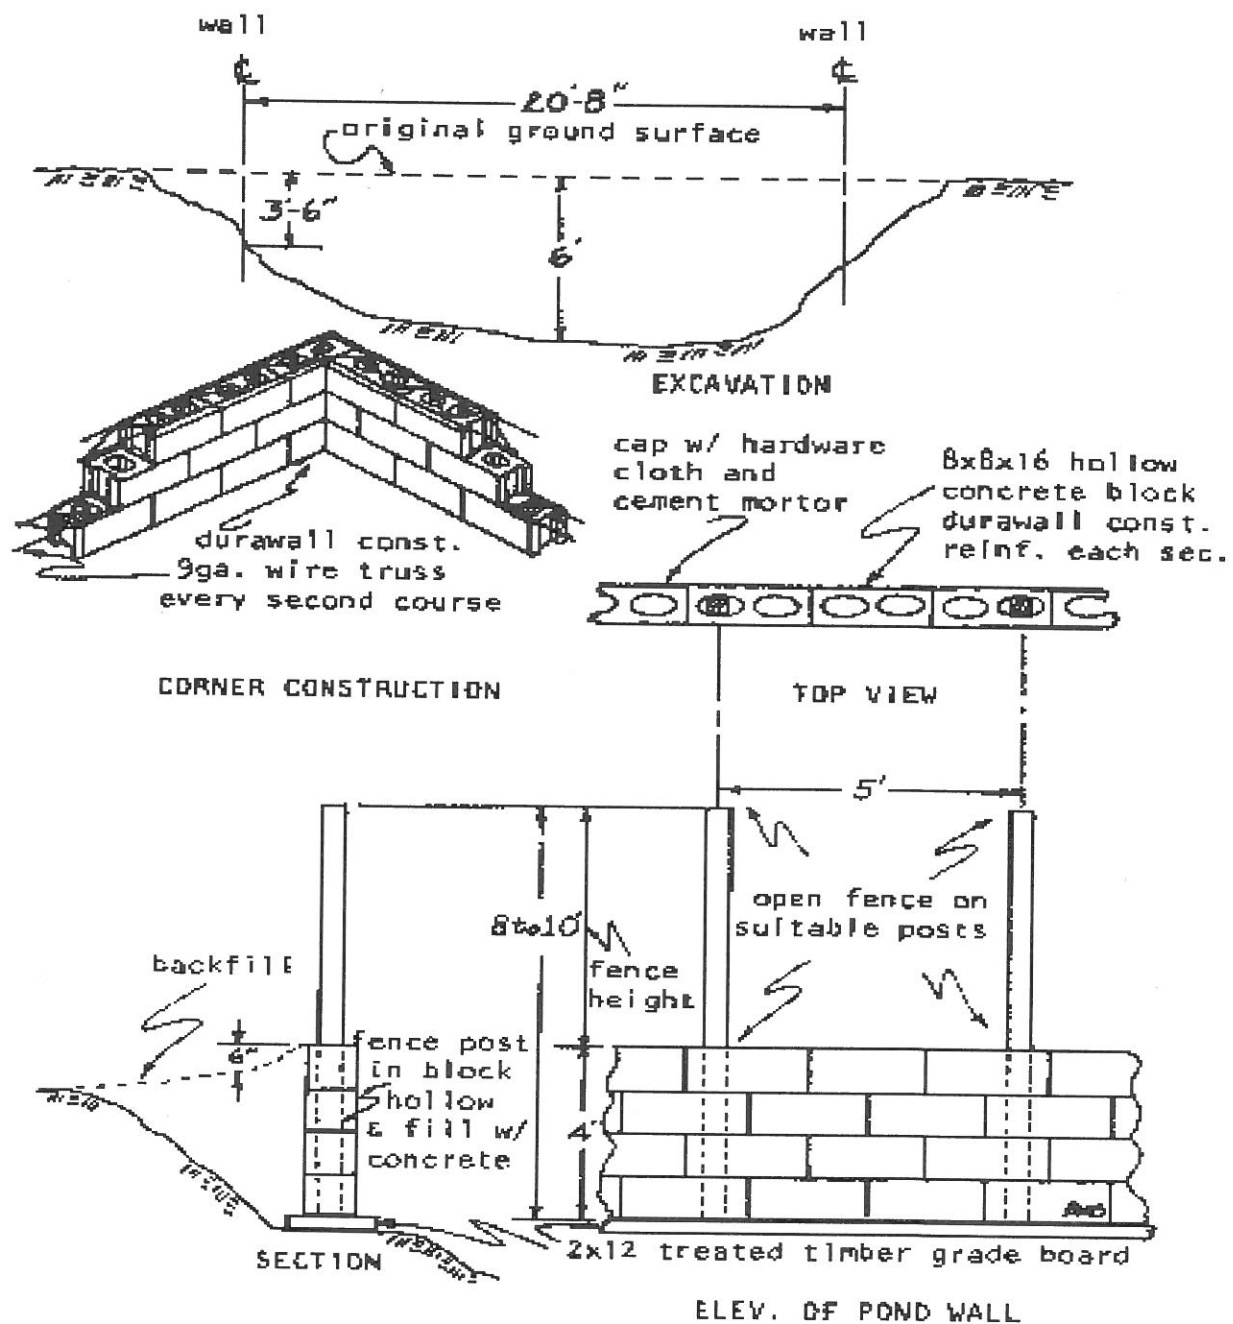 wall
wall
℄
℄
20'-8"
original ground surface
3'-6"
6'
EXCAVATION
cap w/ hardware
cloth and
cement mortor
8x8x16 hollow
concrete block
durawall const.
reinf. each sec.
durawall const.
9ga. wire truss
every second course
CORNER CONSTRUCTION
TOP VIEW
5'
open fence on
suitable posts
8to10'
fence
height
backfill
6"
fence post
in block
hollow
& fill w/
concrete
4'
SECTION
2x12 treated timber grade board
ELEV. OF POND WALL